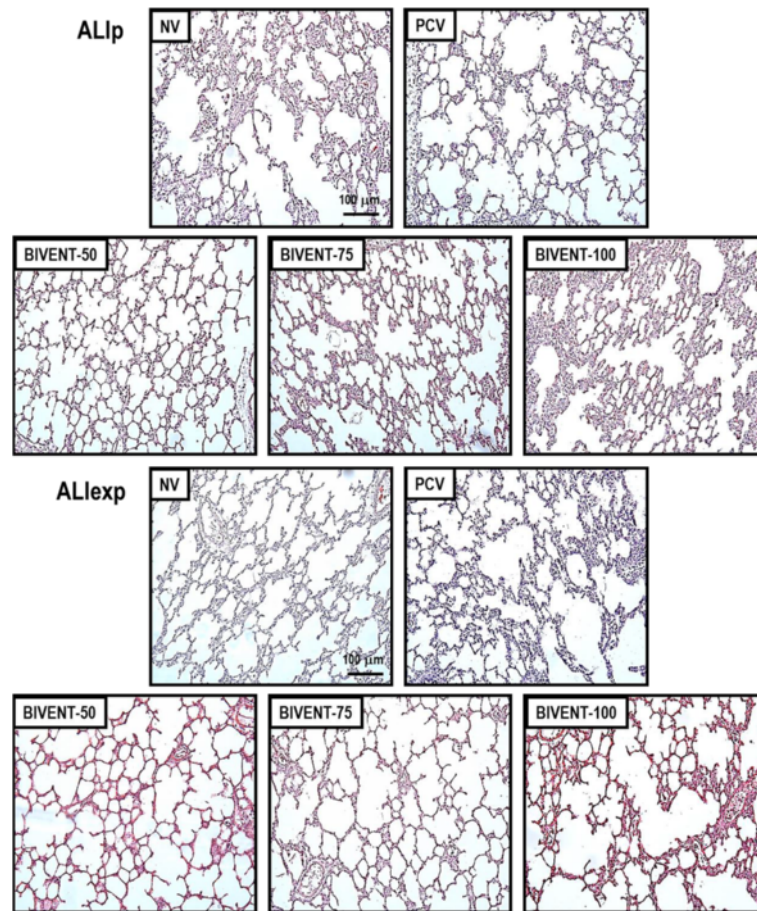 ALIp
NV
PCV
100 μm
BIVENT-50
BIVENT-75
BIVENT-100
ALIexp
NV
PCV
100 μm
BIVENT-50
BIVENT-75
BIVENT-100